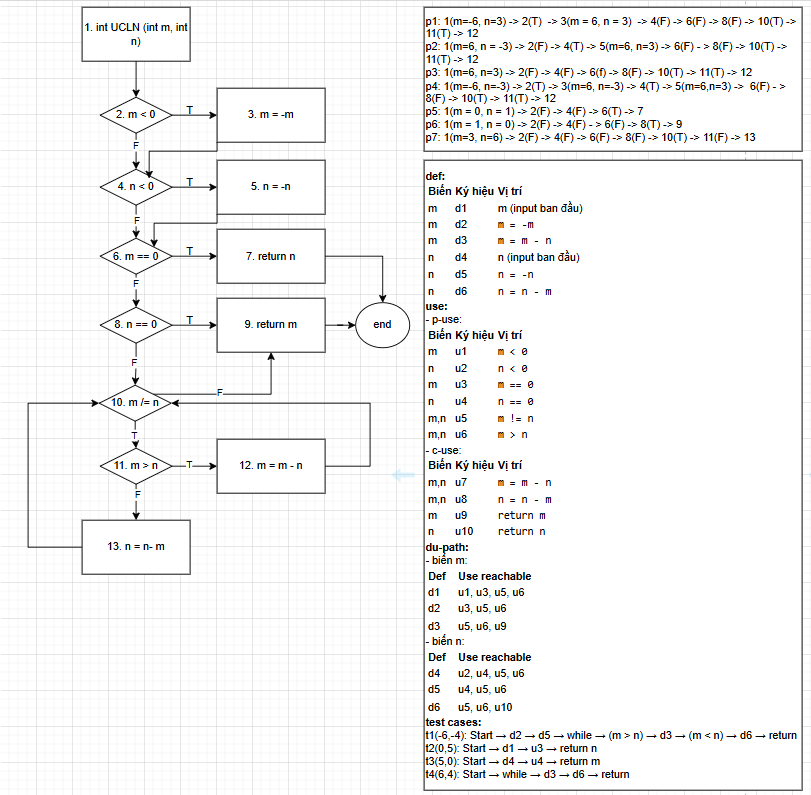 1. int UCLN (int m, int
n)
2. m < 0
T
3. m = -m
F
4. n < 0
T
5. n = -n
F
6. m == 0
T
7. return n
F
8. n == 0
T
9. return m
end
F
10. m /= n
F
T
11. m > n
T
12. m = m - n
F
13. n = n- m
p1: 1(m=-6, n=3) -> 2(T) -> 3(m = 6, n = 3) -> 4(F) -> 6(F) -> 8(F) -> 10(T) ->
11(T) -> 12
p2: 1(m=6, n = -3) -> 2(F) -> 4(T) -> 5(m=6, n=3) -> 6(F) - > 8(F) -> 10(T) ->
11(T) -> 12
p3: 1(m=6, n=3) -> 2(F) -> 4(F) -> 6(f) -> 8(F) -> 10(T) -> 11(T) -> 12
p4: 1(m=-6, n=-3) -> 2(T) -> 3(m=6, n=-3) -> 4(T) -> 5(m=6,n=3) -> 6(F) - >
8(F) -> 10(T) -> 11(T) -> 12
p5: 1(m = 0, n = 1) -> 2(F) -> 4(F) -> 6(T) -> 7
p6: 1(m = 1, n = 0) -> 2(F) -> 4(F) - > 6(F) -> 8(T) -> 9
p7: 1(m=3, n=6) -> 2(F) -> 4(F) -> 6(F) -> 8(F) -> 10(T) -> 11(F) -> 13
def:
Biến Ký hiệu Vị trí
m d1 m (input ban đầu)
m d2 m = -m
m d3 m = m - n
n d4 n (input ban đầu)
n d5 n = -n
n d6 n = n - m
use:
- p-use:
Biến Ký hiệu Vị trí
m u1 m < 0
n u2 n < 0
m u3 m == 0
n u4 n == 0
m,n u5 m != n
m,n u6 m > n
- c-use:
Biến Ký hiệu Vị trí
m,n u7 m = m - n
m,n u8 n = n - m
m u9 return m
n u10 return n
du-path:
- biến m:
Def Use reachable
d1 u1, u3, u5, u6
d2 u3, u5, u6
d3 u5, u6, u9
- biến n:
Def Use reachable
d4 u2, u4, u5, u6
d5 u4, u5, u6
d6 u5, u6, u10
test cases:
t1(-6,-4): Start → d2 → d5 → while → (m > n) → d3 → (m < n) → d6 → return
t2(0,5): Start → d1 → u3 → return n
t3(5,0): Start → d4 → u4 → return m
t4(6,4): Start → while → d3 → d6 → return